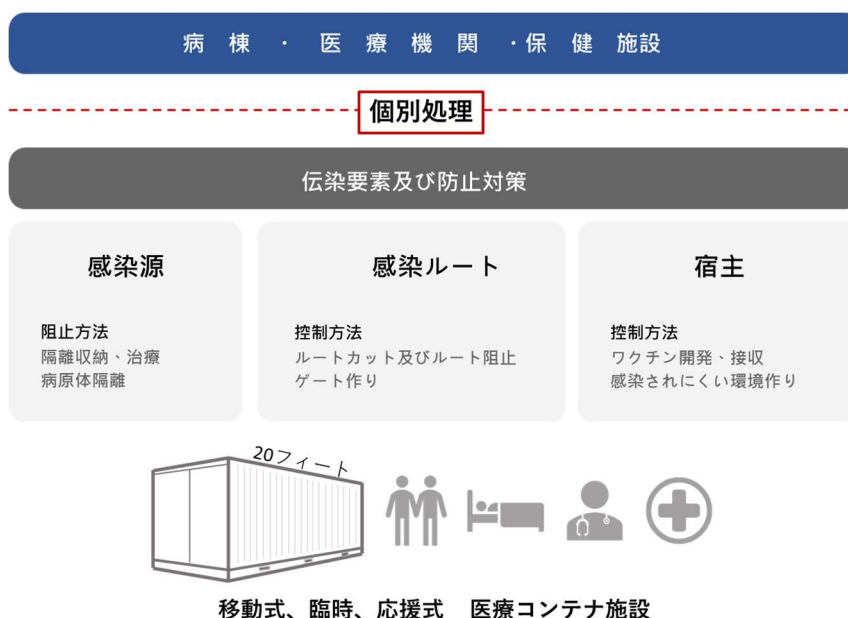 病 棟 ・ 医 療 機 関 ・保 健 施設
個別処理
伝染要素及び防止対策
感染源
阻止方法
隔離収納、治療
病原体隔離
感染ルート
控制方法
ルートカット及びルート阻止
ゲート作り
宿主
控制方法
ワクチン開発、接収
感染されにくい環境作り
20フィート
移動式、臨時、応援式　医療コンテナ施設